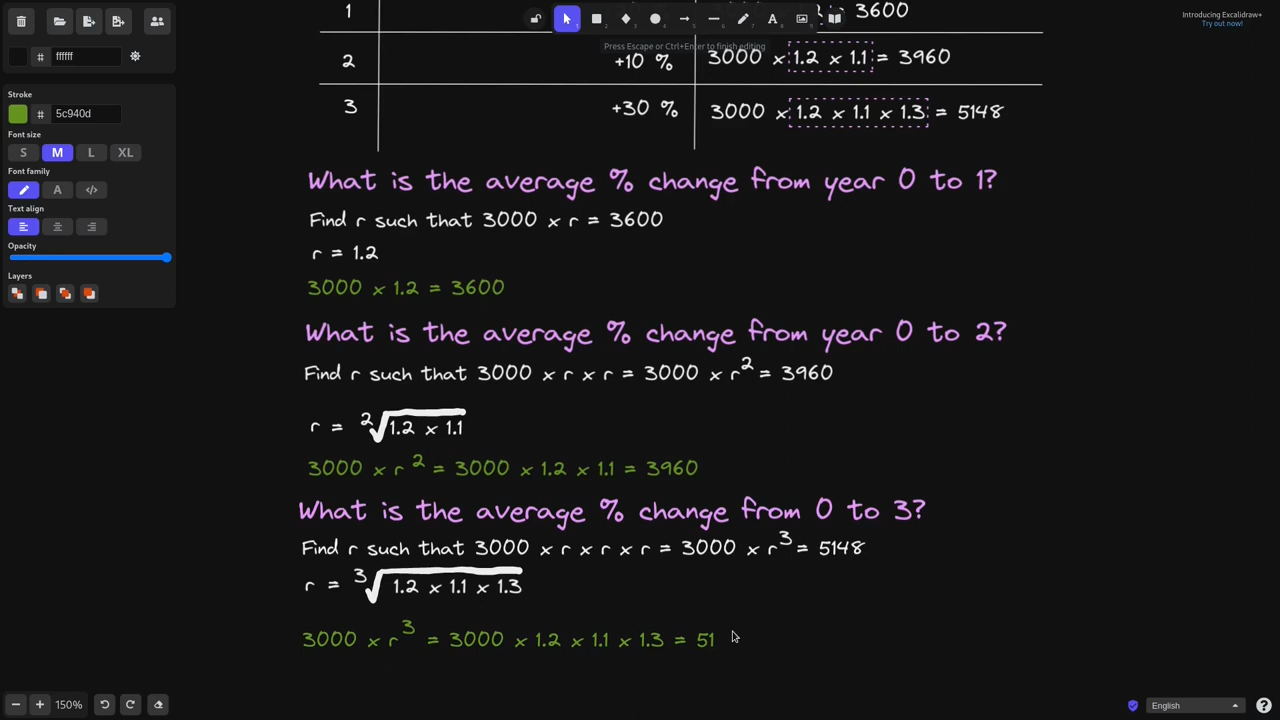 Introducing Excalidraw+
Try out now!
Press Escape or Ctrl+Enter to finish editing
# ffffff
Stroke
# 5c940d
Font size
S M L XL
Font family
A </>
Text align
Opacity
Layers
1 3600
2 +10 % 3000 × 1.2 × 1.1 = 3960
3 +30 % 3000 × 1.2 × 1.1 × 1.3 = 5148
What is the average % change from year 0 to 1?
Find r such that 3000 × r = 3600
r = 1.2
3000 × 1.2 = 3600
What is the average % change from year 0 to 2?
Find r such that 3000 × r × r = 3000 × r² = 3960
r = ²√1.2 × 1.1
3000 × r² = 3000 × 1.2 × 1.1 = 3960
What is the average % change from 0 to 3?
Find r such that 3000 × r × r × r = 3000 × r³ = 5148
r = ³√1.2 × 1.1 × 1.3
3000 × r³ = 3000 × 1.2 × 1.1 × 1.3 = 51
150%
English